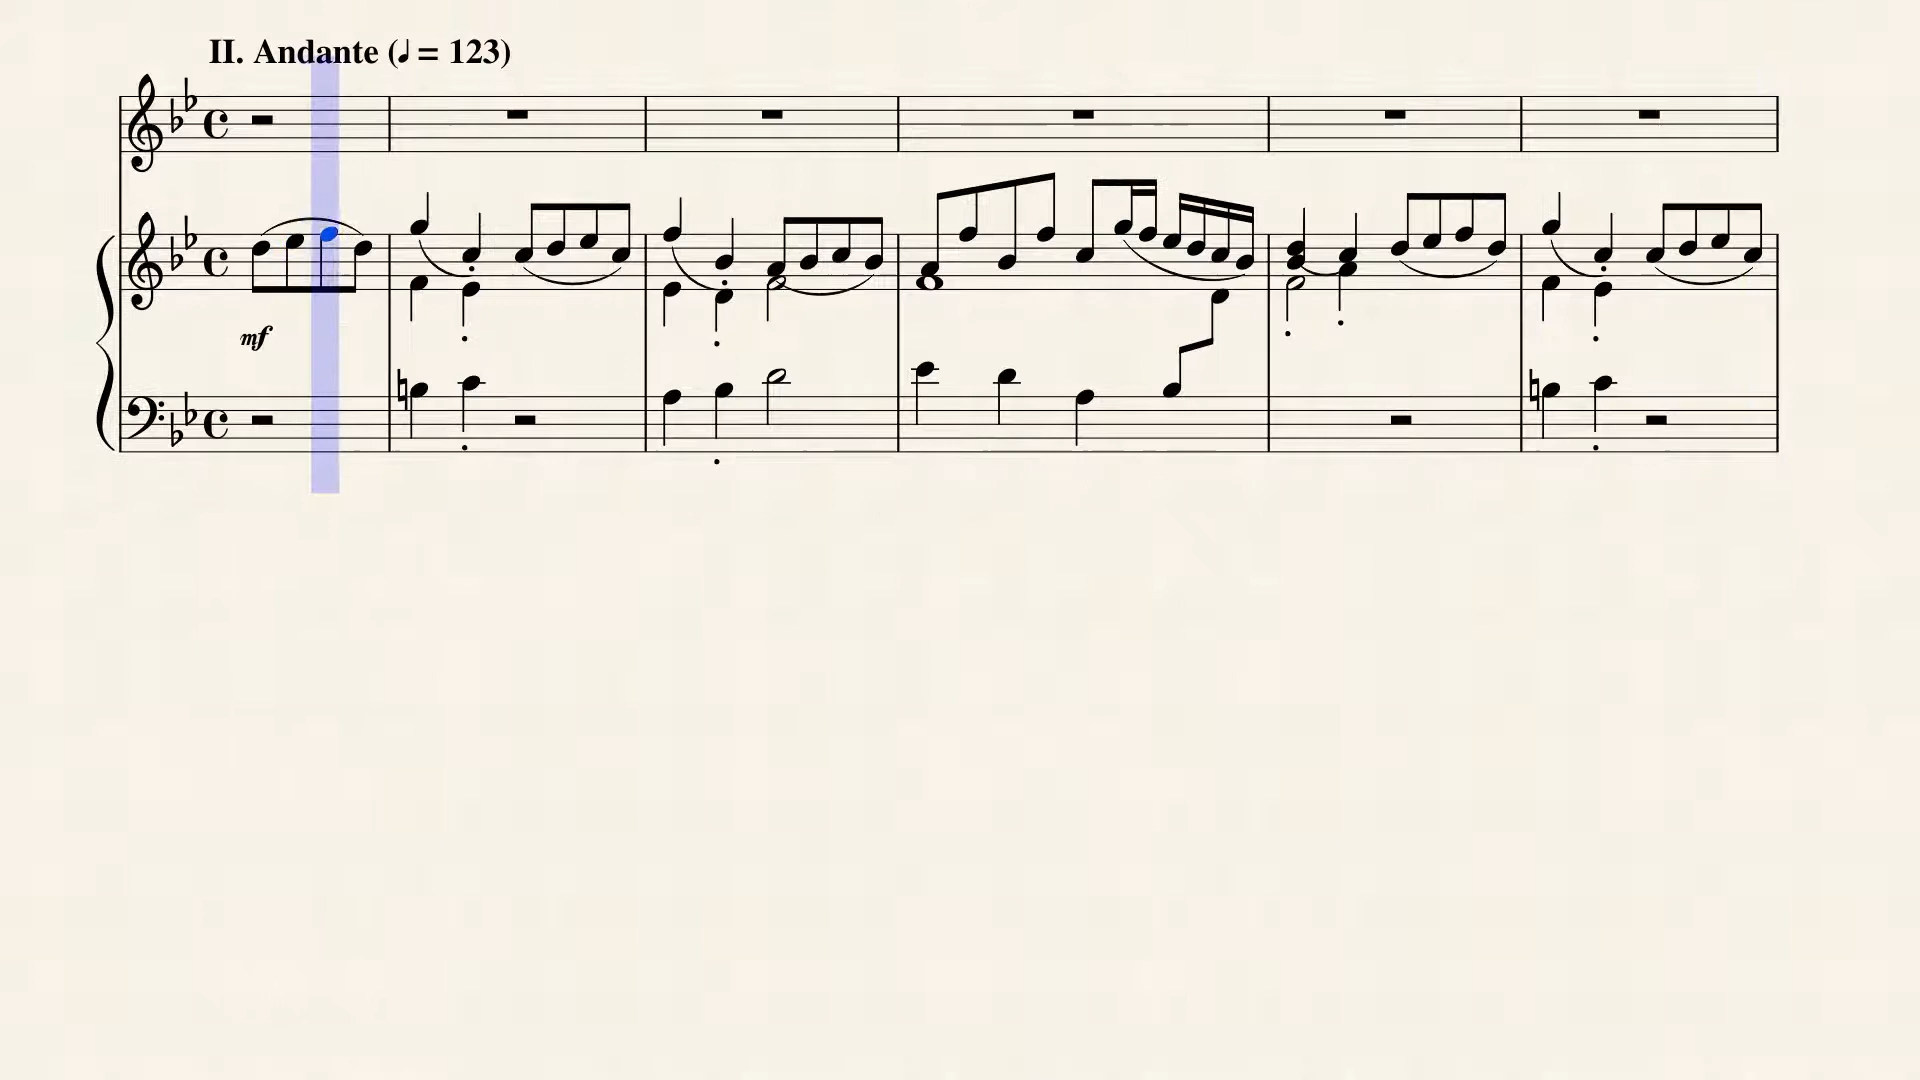 II. Andante (♩ = 123)
mf